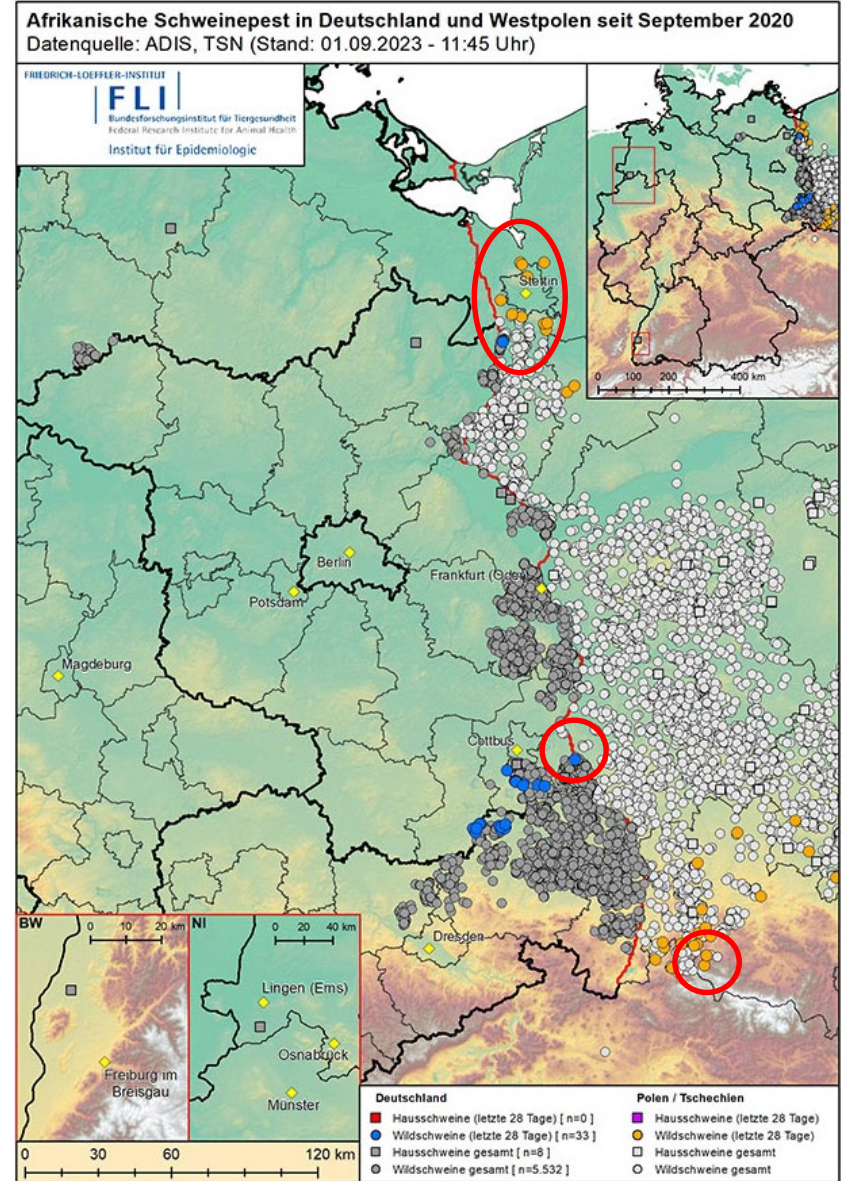 Afrikanische Schweinepest in Deutschland und Westpolen seit September 2020
Datenquelle: ADIS, TSN (Stand: 01.09.2023 - 11:45 Uhr)
FRIEDRICH-LOEFFLER-INSTITUT
FLI
Bundesforschungsinstitut für Tiergesundheit
Federal Research Institute for Animal Health
Institut für Epidemiologie
0 100 200 400 km
Stettin
Berlin
Potsdam
Frankfurt (Oder)
Magdeburg
Cottbus
Dresden
BW
0 10 20 km
Freiburg im
Breisgau
NI
0 20 40 km
Lingen (Ems)
Osnabrück
Münster
0 30 60 120 km
Deutschland
Hausschweine (letzte 28 Tage) [ n=0 ]
Wildschweine (letzte 28 Tage) [ n=33 ]
Hausschweine gesamt [ n=8 ]
Wildschweine gesamt [ n=5.532 ]
Polen / Tschechien
Hausschweine (letzte 28 Tage)
Wildschweine (letzte 28 Tage)
Hausschweine gesamt
Wildschweine gesamt